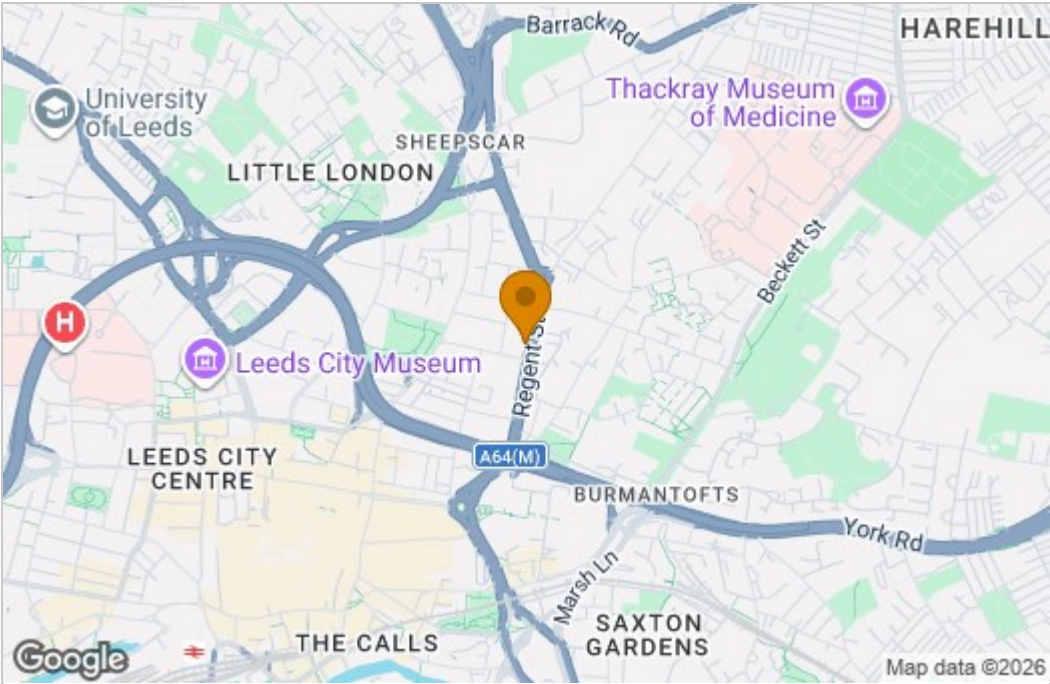 Barrack Rd
HAREHILL
Thackray Museum
of Medicine
University
of Leeds
SHEEPSCAR
LITTLE LONDON
Beckett St
H
Leeds City Museum
Regent St
A64(M)
LEEDS CITY
CENTRE
BURMANTOFTS
York Rd
Marsh Ln
THE CALLS
SAXTON
GARDENS
Google
Map data ©2026